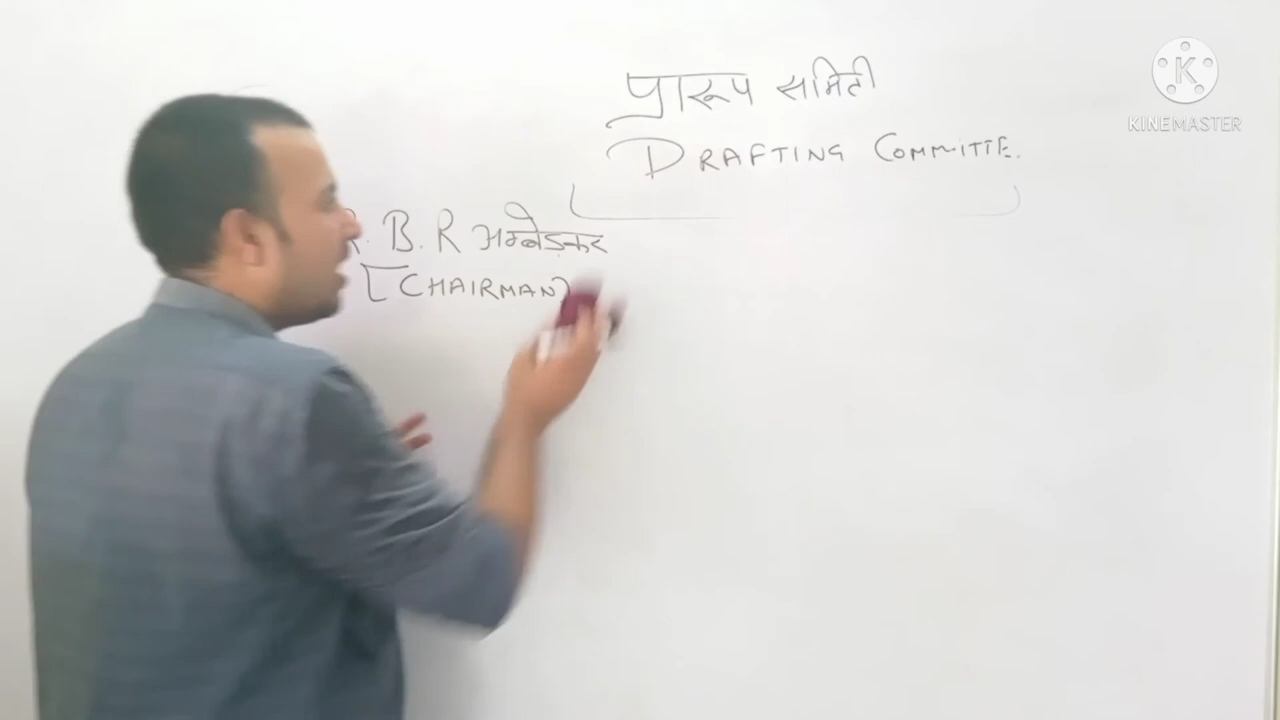 प्रारूप समिती
DRAFTING COMMITTE.
R. B. R अम्बेडकर
[CHAIRMAN)
K
KINEMASTER